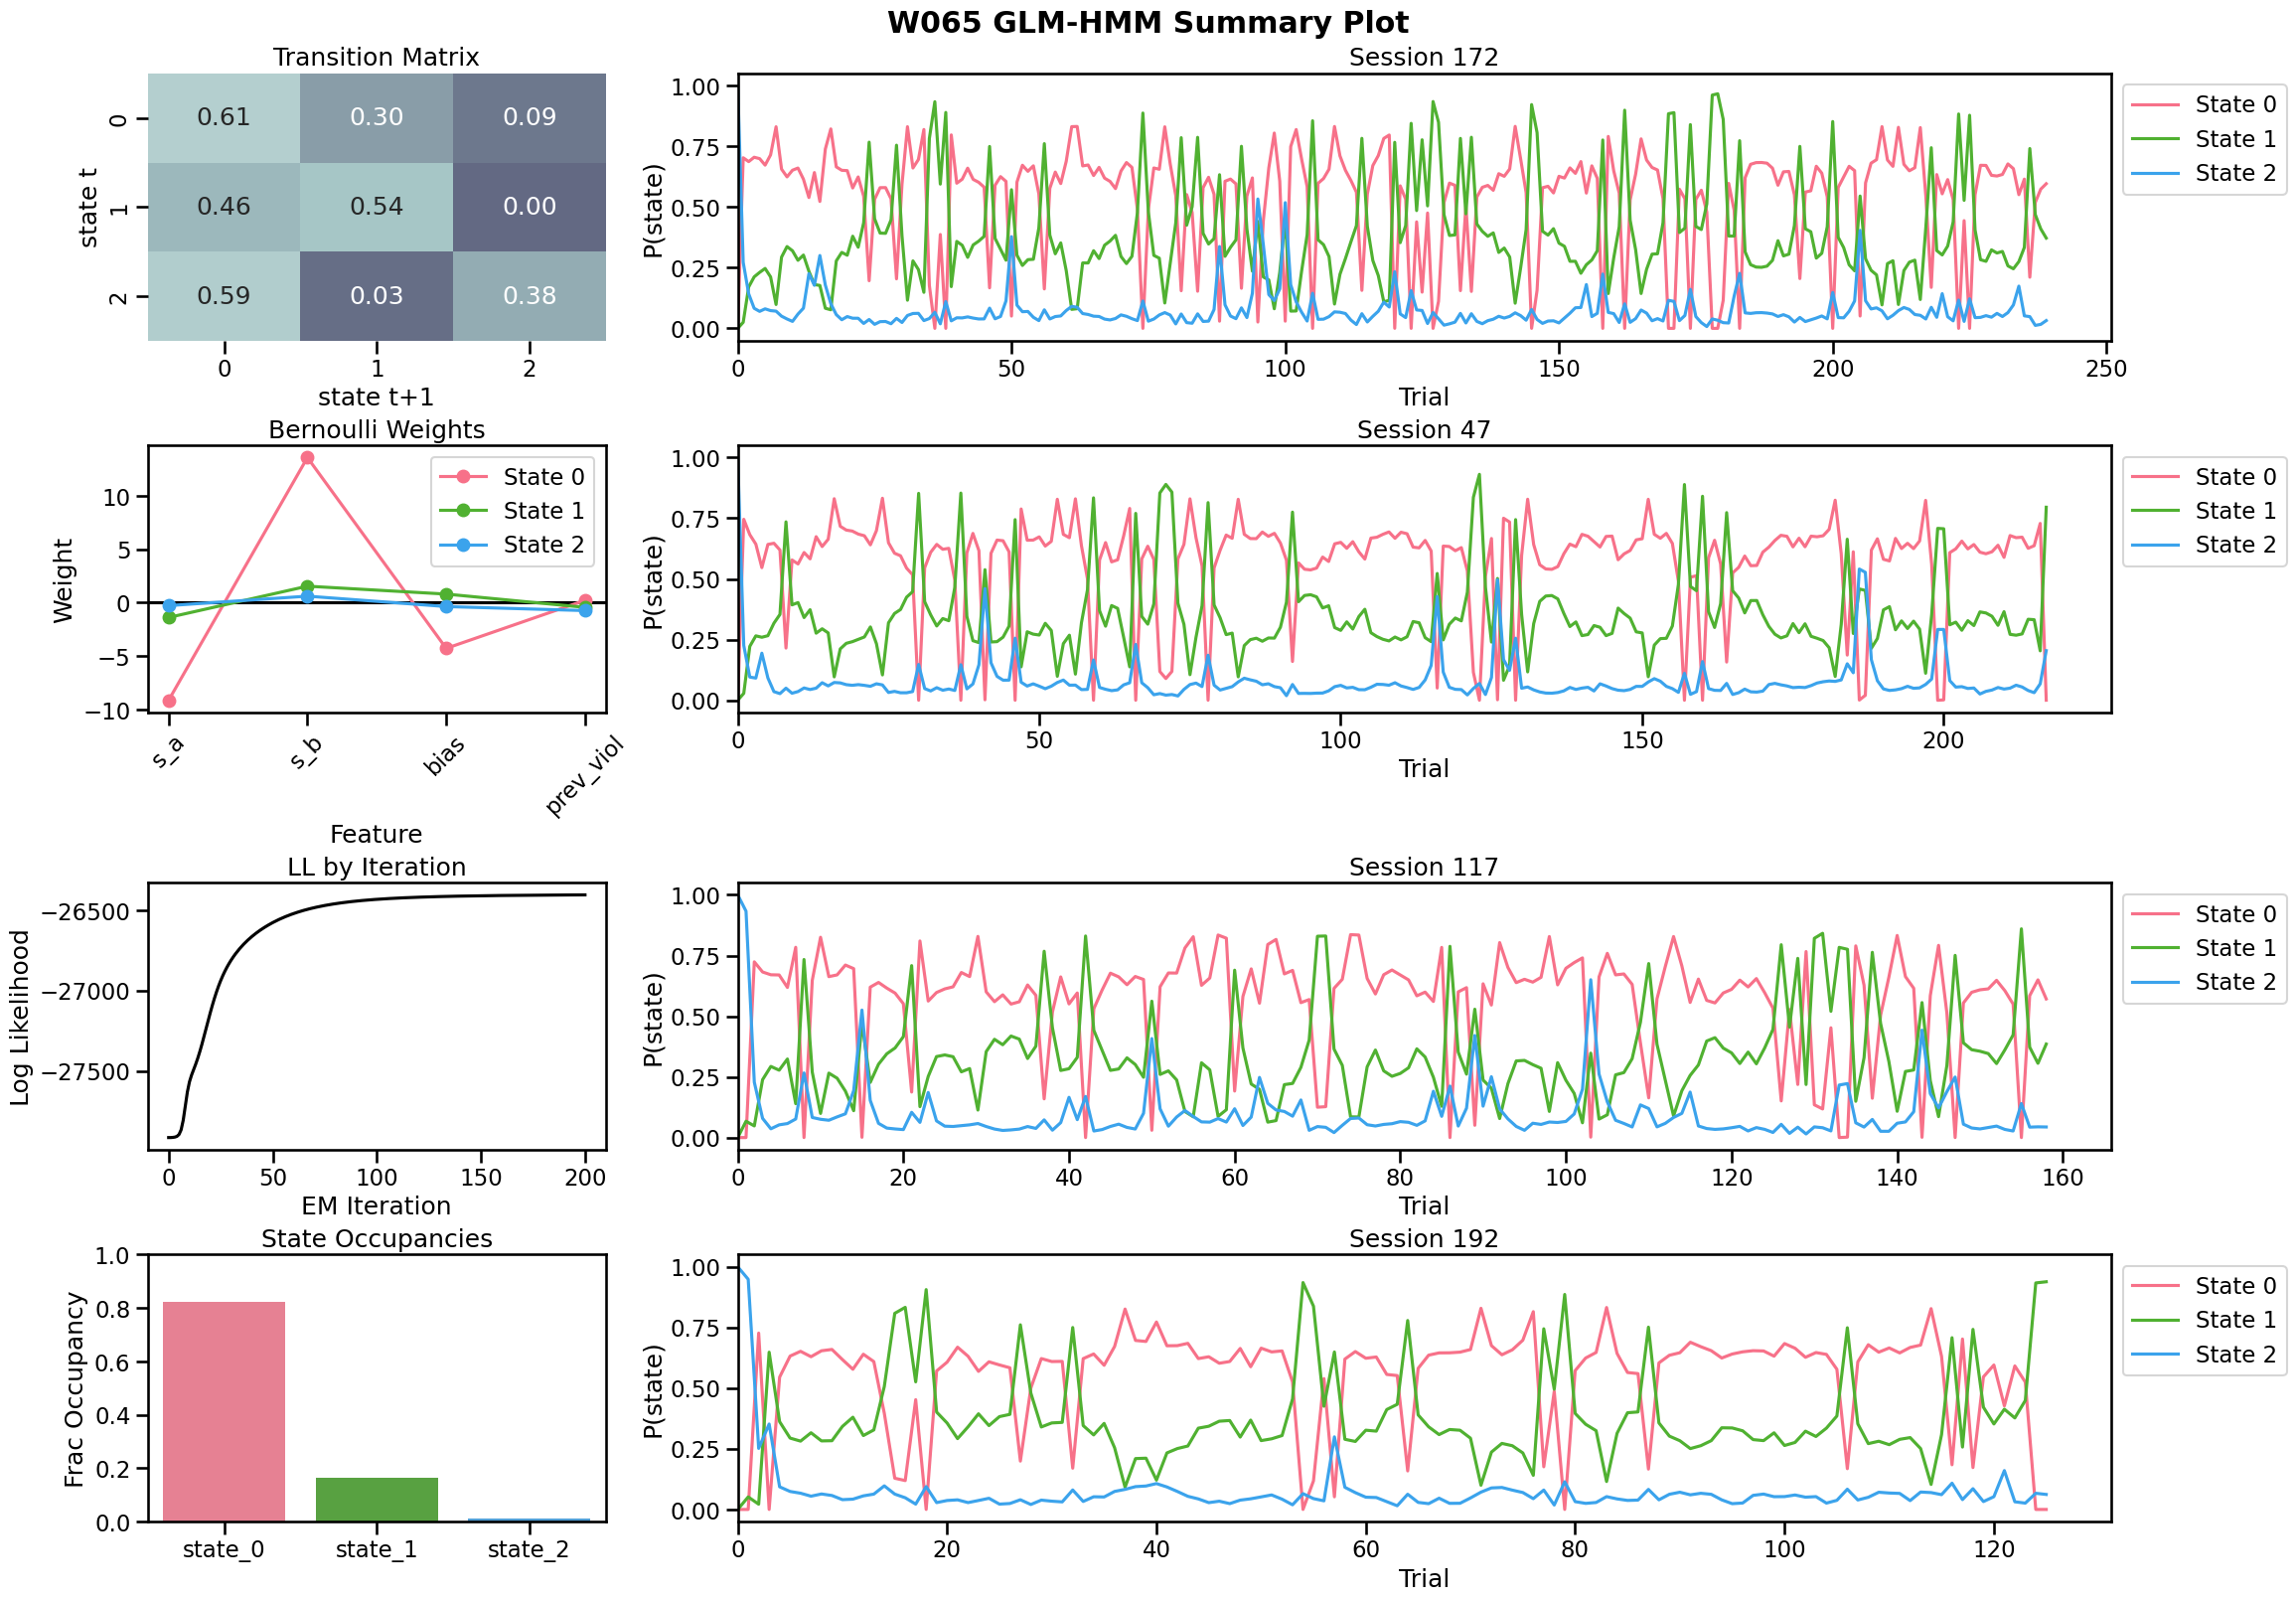 W065 GLM-HMM Summary Plot
Transition Matrix
0.61 0.30 0.09
0.46 0.54 0.00
0.59 0.03 0.38
0
1
2
state t
0 1 2
state t+1
Session 172
1.00
0.75
0.50
0.25
0.00
P(state)
0 50 100 150 200 250
Trial
State 0
State 1
State 2
Bernoulli Weights
10
5
0
−5
−10
Weight
State 0
State 1
State 2
s_a s_b bias prev_viol
Feature
Session 47
1.00
0.75
0.50
0.25
0.00
P(state)
0 50 100 150 200
Trial
State 0
State 1
State 2
LL by Iteration
−26500
−27000
−27500
Log Likelihood
0 50 100 150 200
EM Iteration
Session 117
1.00
0.75
0.50
0.25
0.00
P(state)
0 20 40 60 80 100 120 140 160
Trial
State 0
State 1
State 2
State Occupancies
1.0
0.8
0.6
0.4
0.2
0.0
Frac Occupancy
state_0 state_1 state_2
Session 192
1.00
0.75
0.50
0.25
0.00
P(state)
0 20 40 60 80 100 120
Trial
State 0
State 1
State 2